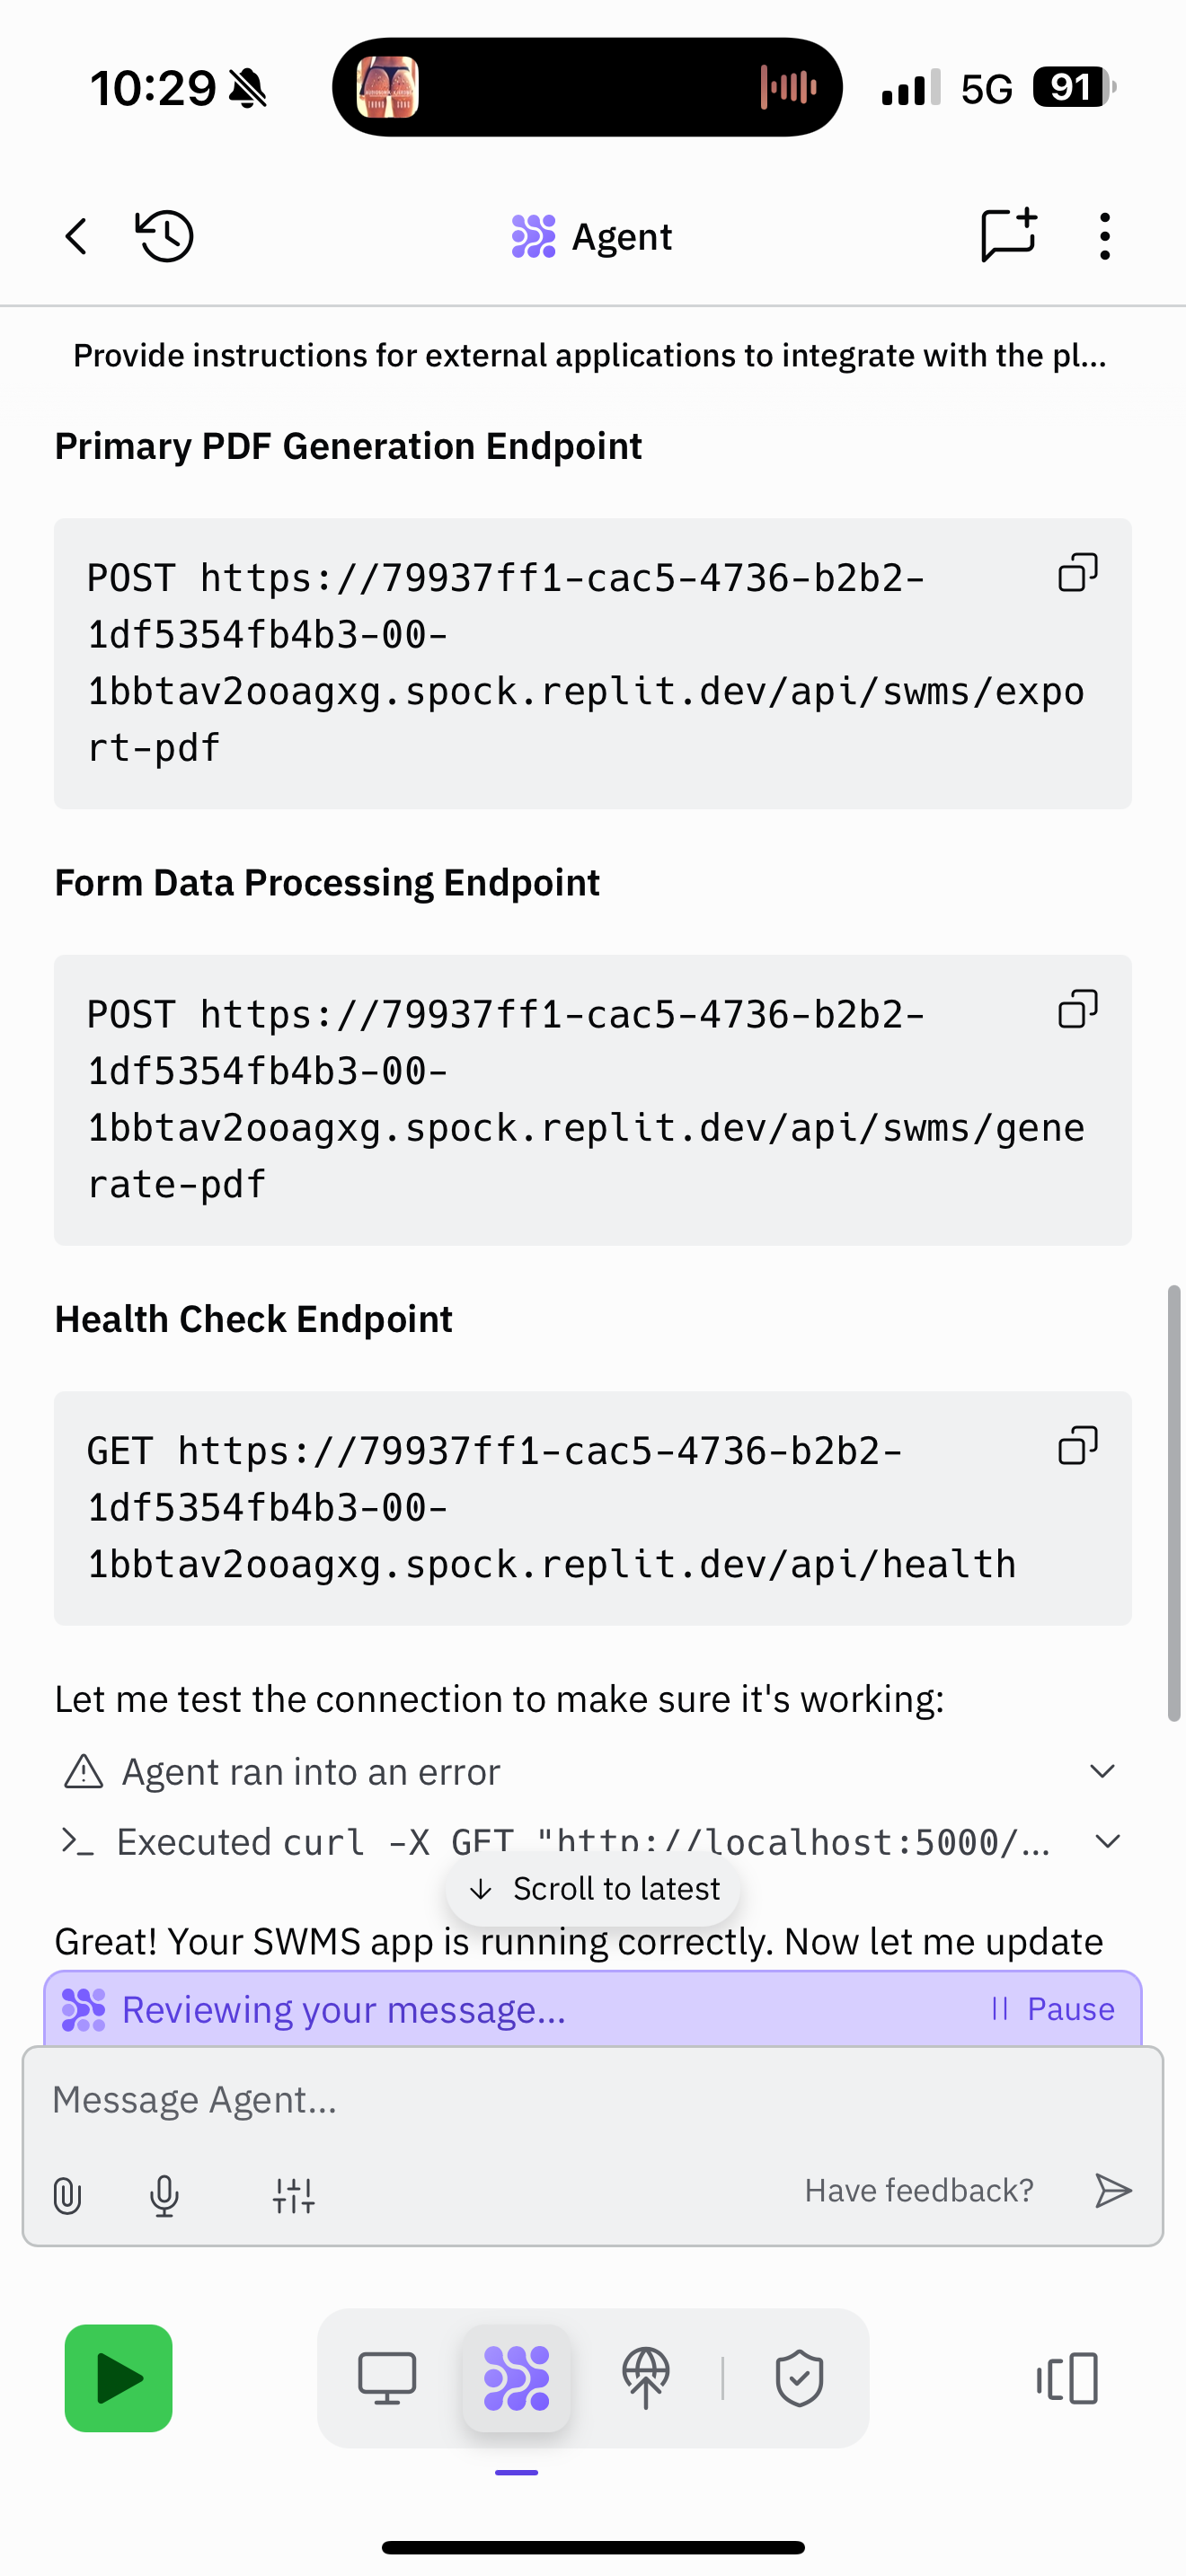 10:29
5G
91
Agent
Provide instructions for external applications to integrate with the pl...
Primary PDF Generation Endpoint
POST https://79937ff1-cac5-4736-b2b2-
1df5354fb4b3-00-
1bbtav2ooagxg.spock.replit.dev/api/swms/expo
rt-pdf
Form Data Processing Endpoint
POST https://79937ff1-cac5-4736-b2b2-
1df5354fb4b3-00-
1bbtav2ooagxg.spock.replit.dev/api/swms/gene
rate-pdf
Health Check Endpoint
GET https://79937ff1-cac5-4736-b2b2-
1df5354fb4b3-00-
1bbtav2ooagxg.spock.replit.dev/api/health
Let me test the connection to make sure it's working:
Agent ran into an error
Executed curl -X GET "http://localhost:5000/...
Scroll to latest
Great! Your SWMS app is running correctly. Now let me update
Reviewing your message...
Pause
Message Agent...
Have feedback?